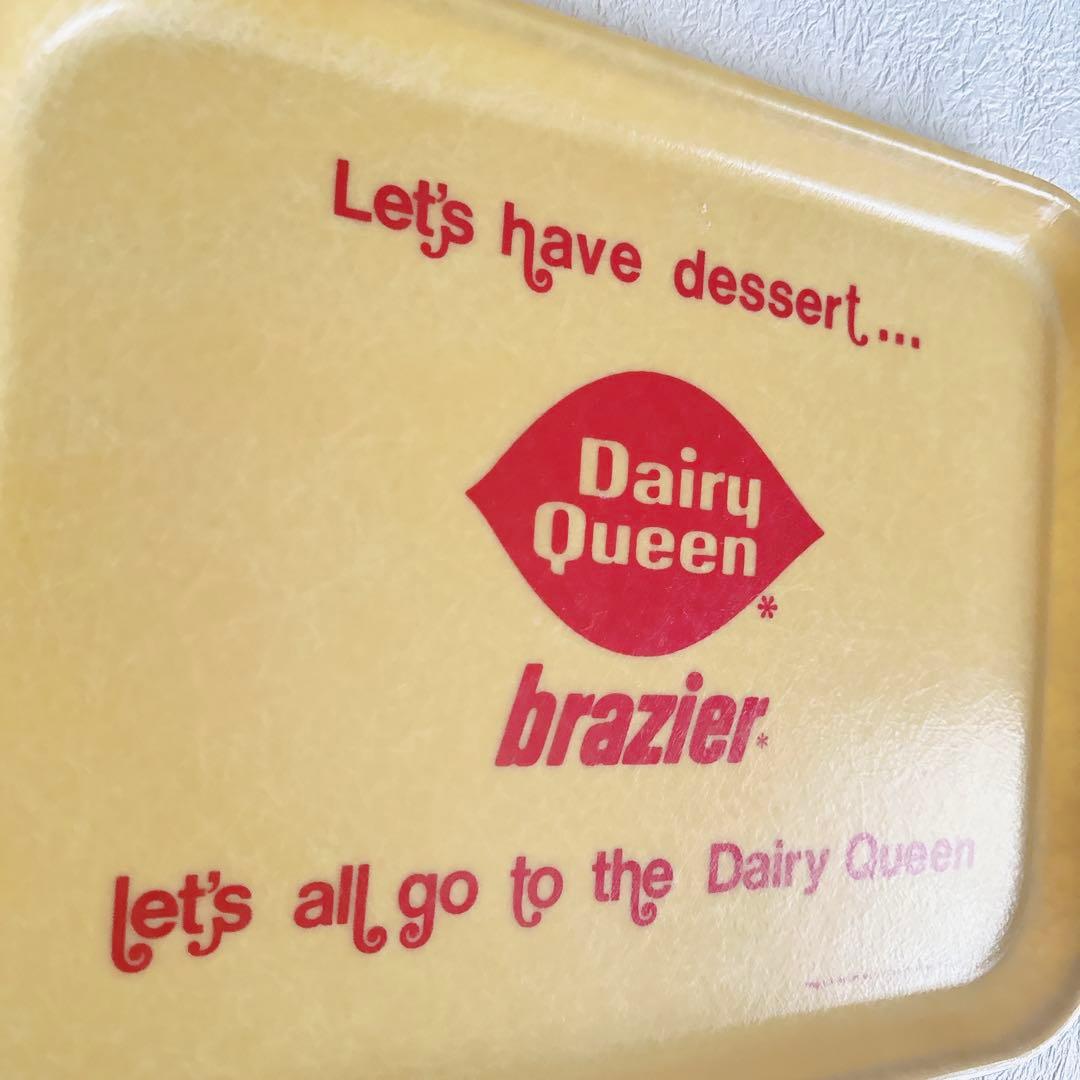 Let's have dessert...
Dairy
Queen
*
brazier*
let's all go to the Dairy Queen